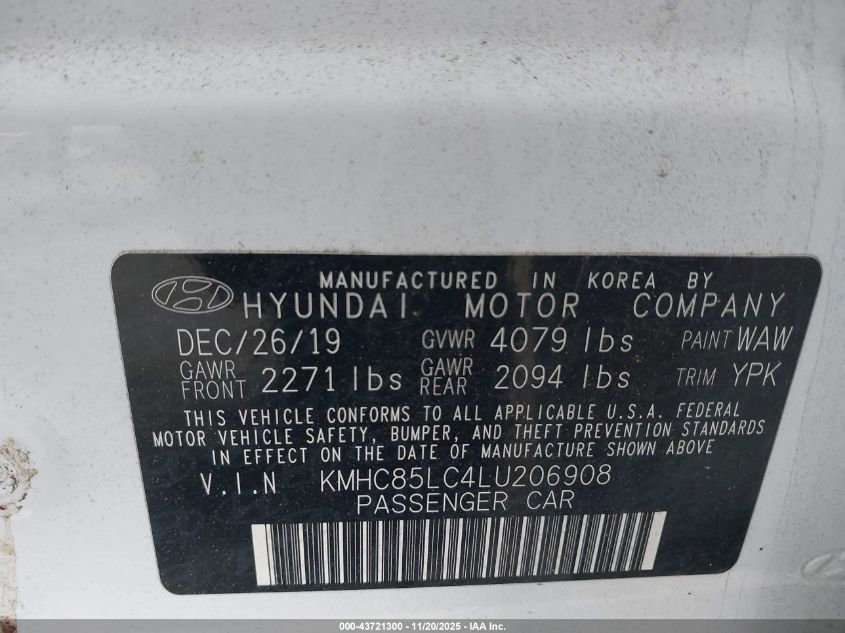 MANUFACTURED IN KOREA BY
HYUNDAI MOTOR COMPANY
DEC/26/19 GVWR 4079 lbs PAINT WAW
GAWR FRONT 2271 lbs GAWR REAR 2094 lbs TRIM YPK
THIS VEHICLE CONFORMS TO ALL APPLICABLE U.S.A. FEDERAL
MOTOR VEHICLE SAFETY, BUMPER, AND THEFT PREVENTION STANDARDS
IN EFFECT ON THE DATE OF MANUFACTURE SHOWN ABOVE
V.I.N KMHC85LC4LU206908
PASSENGER CAR
000-43721300 - 11/20/2025 - IAA Inc.